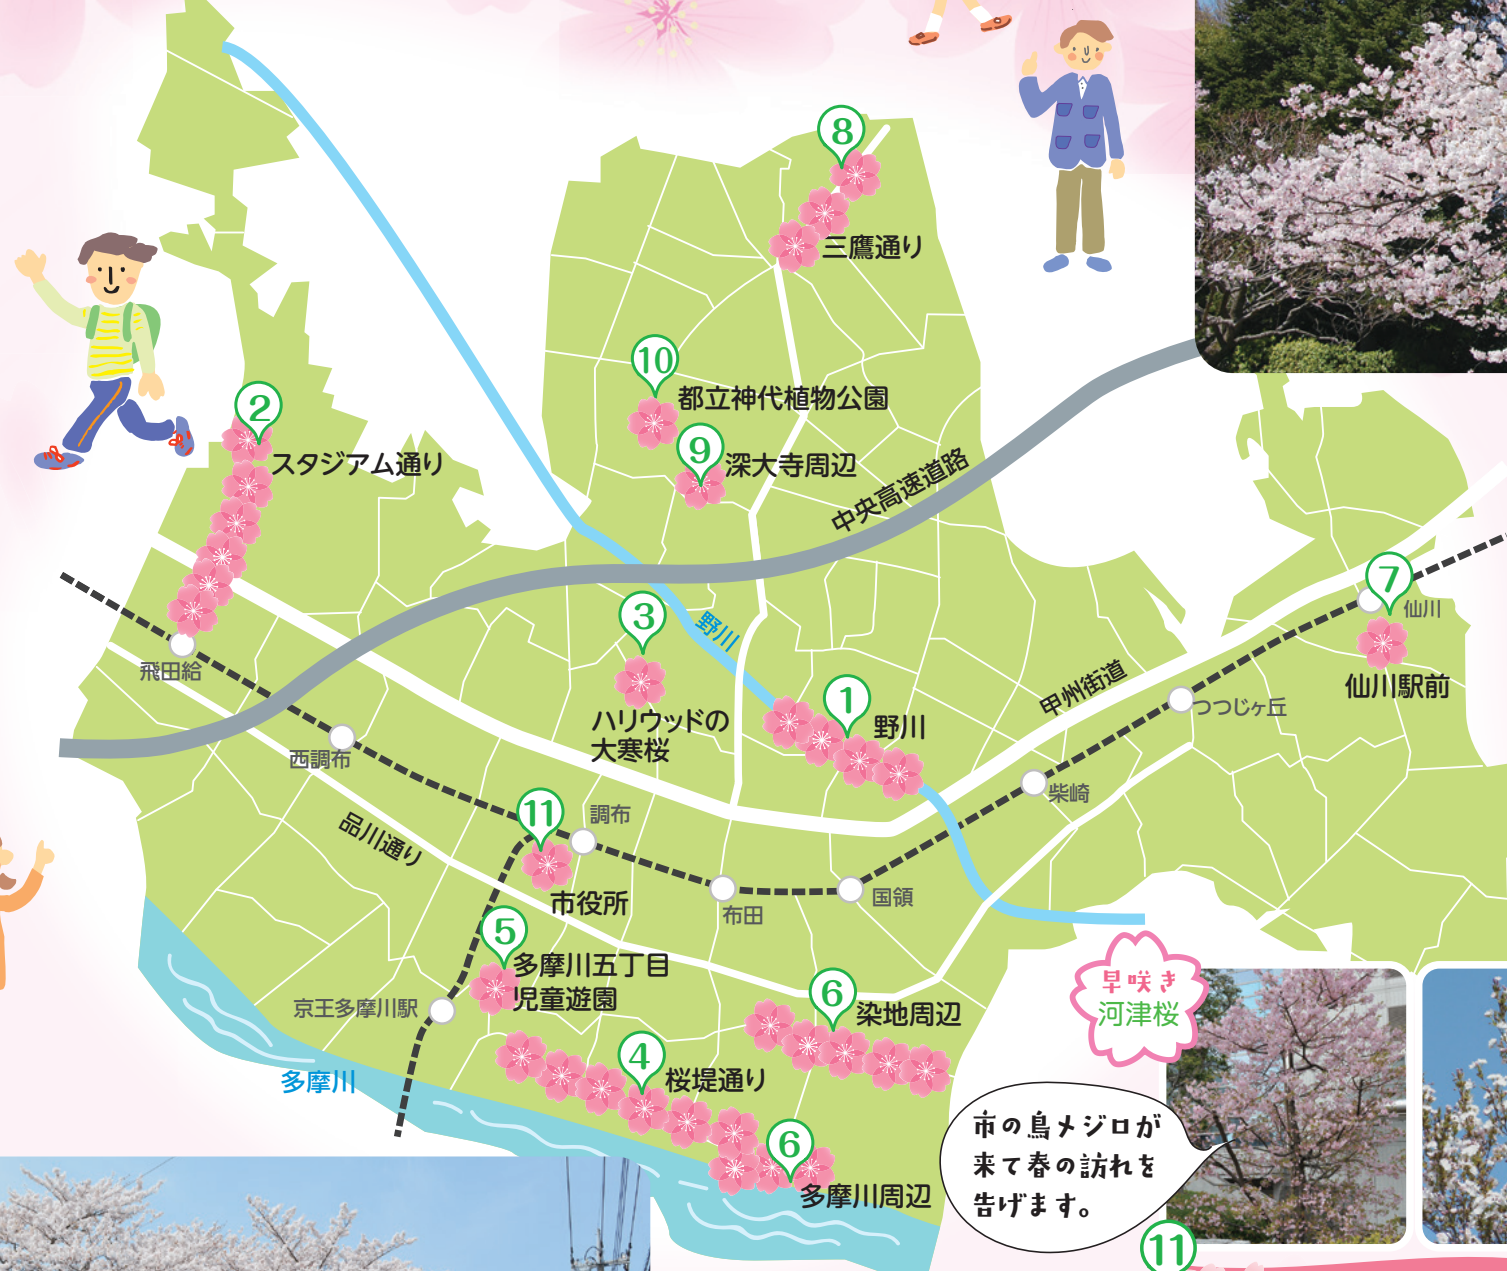 8
三鷹通り
10
都立神代植物公園
2
スタジアム通り
9
深大寺周辺
中央高速道路
7
仙川
仙川駅前
3
野川
ハリウッドの
大寒桜
1
野川
甲州街道
つつじヶ丘
飛田給
西調布
柴崎
11
調布
品川通り
市役所
布田
国領
5
多摩川五丁目
児童遊園
京王多摩川駅
6
染地周辺
早咲き
河津桜
4
桜堤通り
多摩川
6
多摩川周辺
市の鳥メジロが
来て春の訪れを
告げます。
11